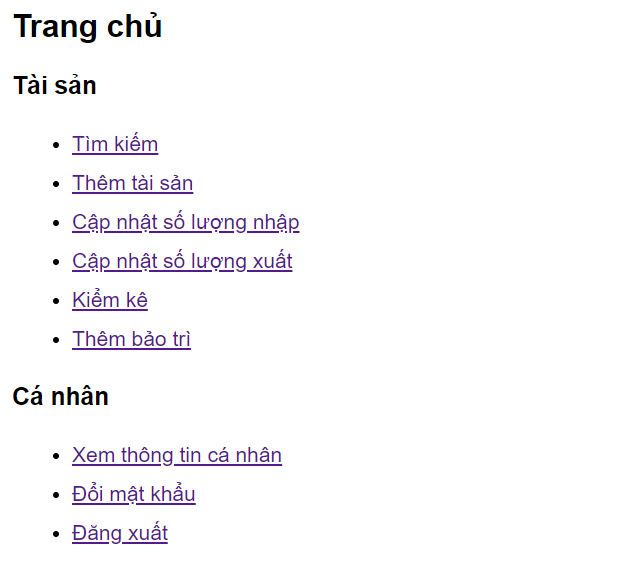 Trang chủ
Tài sản
Tìm kiếm
Thêm tài sản
Cập nhật số lượng nhập
Cập nhật số lượng xuất
Kiểm kê
Thêm bảo trì
Cá nhân
Xem thông tin cá nhân
Đổi mật khẩu
Đăng xuất